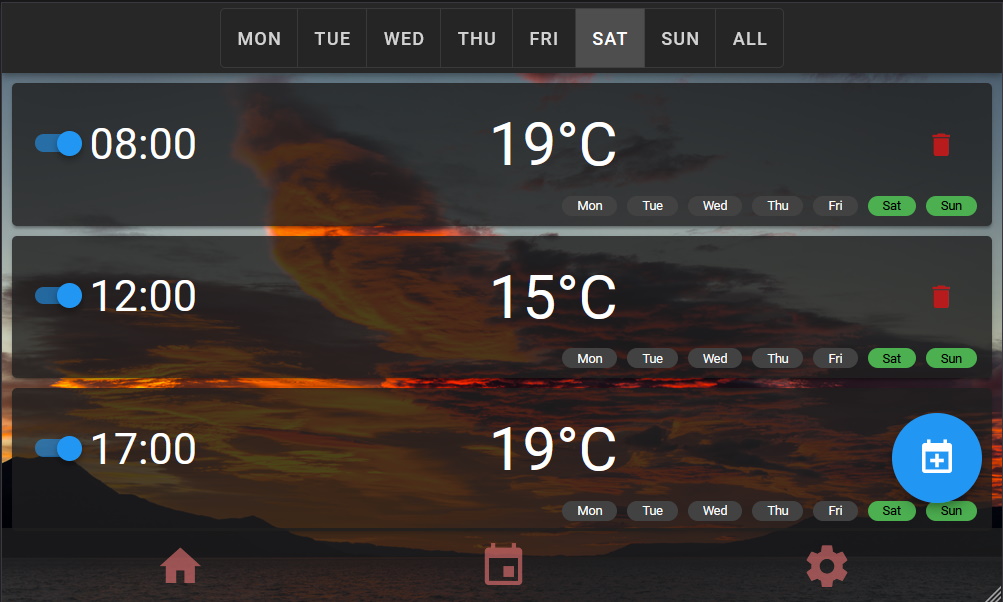 MON TUE WED THU FRI SAT SUN ALL
08:00 19°C
Mon Tue Wed Thu Fri Sat Sun
12:00 15°C
Mon Tue Wed Thu Fri Sat Sun
17:00 19°C
Mon Tue Wed Thu Fri Sat Sun